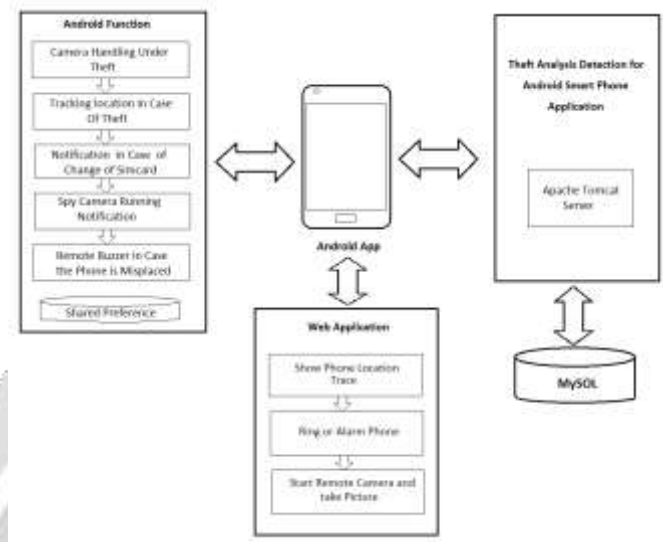 Android Function
Camera Handling Under
Theft
Tracking location in Case
Of Theft
Notification in Case of
Change of Simcard
Spy Camera Running
Notification
Remote Buzzer in Cave
the Phone is Misplaced
Shared Preference
Android App
Web Application
Show Phone Location
Trace
Ring or Alarm Phone
Start Remote Camera and
take Picture
Theft Analysis Detection for
Android Smart Phone
Application
Apache Tomcat
Server
MySOL